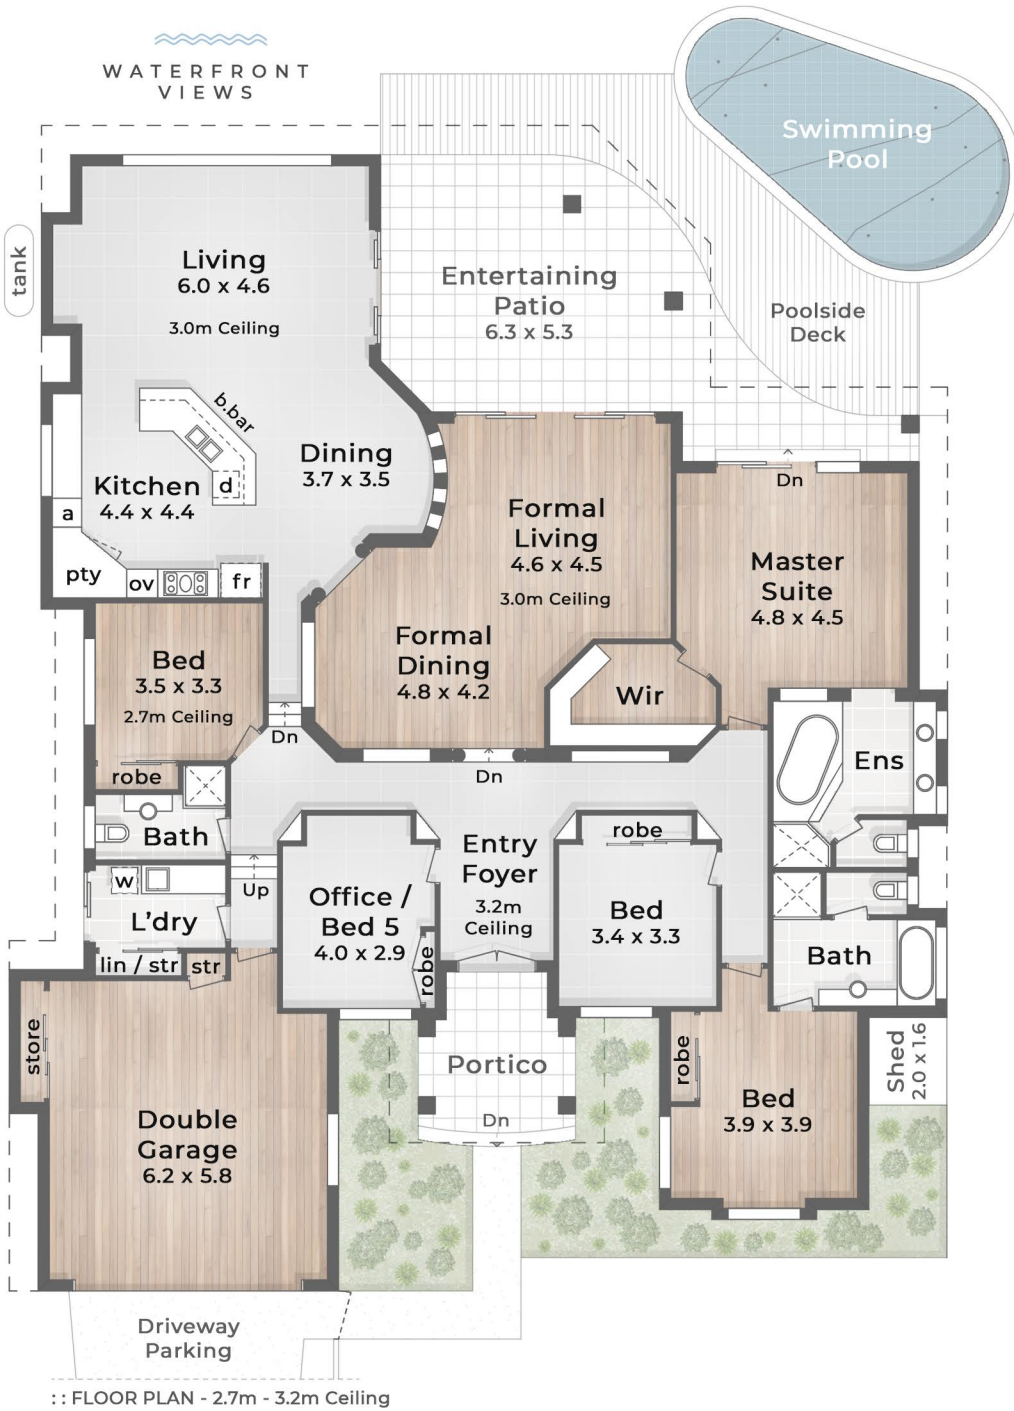 WATERFRONT
VIEWS
Swimming
Pool
tank
Living
6.0 x 4.6
3.0m Ceiling
Entertaining
Patio
6.3 x 5.3
Poolside
Deck
b.bar
Dining
3.7 x 3.5
Kitchen
4.4 x 4.4
d
a
pty
ov
fr
Formal
Living
4.6 x 4.5
3.0m Ceiling
Formal
Dining
4.8 x 4.2
Dn
Master
Suite
4.8 x 4.5
Wir
Bed
3.5 x 3.3
2.7m Ceiling
robe
Dn
Dn
Ens
Bath
w
L'dry
lin / str
str
Up
Office /
Bed 5
4.0 x 2.9
robe
Entry
Foyer
3.2m
Ceiling
robe
Bed
3.4 x 3.3
Bath
store
Double
Garage
6.2 x 5.8
Portico
Dn
robe
Bed
3.9 x 3.9
Shed
2.0 x 1.6
Driveway
Parking
:: FLOOR PLAN - 2.7m - 3.2m Ceiling